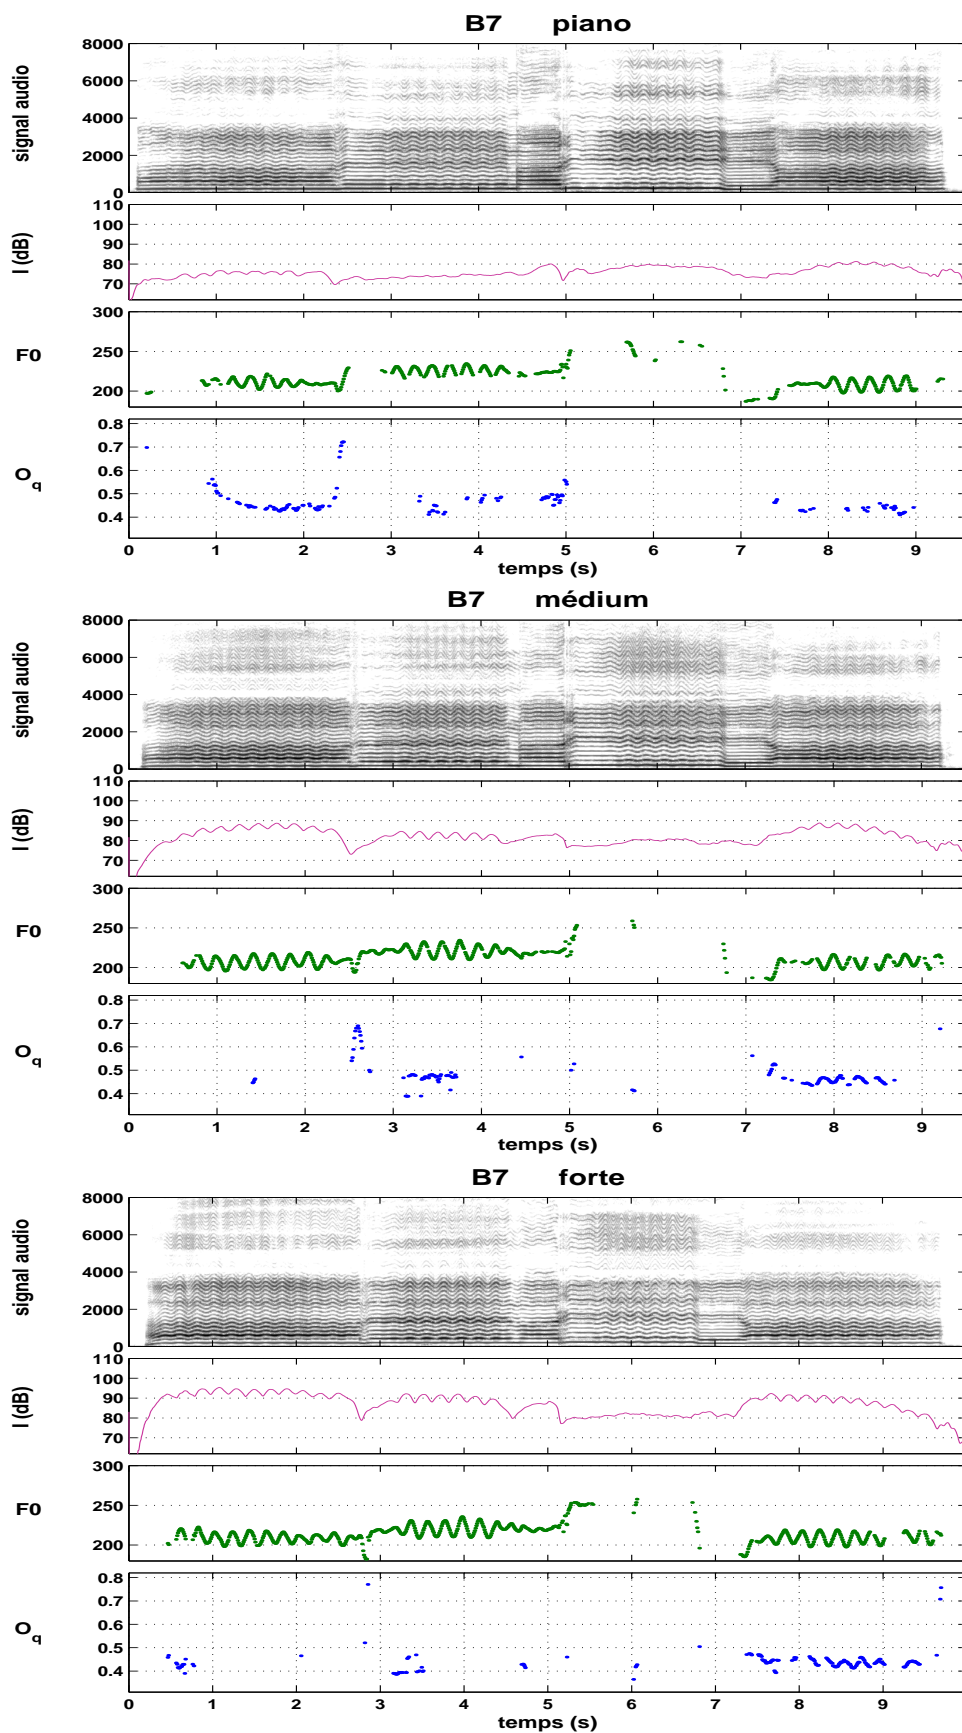 B7 piano
8000
6000
4000
2000
0
signal audio
110
100
90
80
70
I (dB)
300
250
200
F0
0.8
0.7
0.6
0.5
0.4
Oq
0 1 2 3 4 5 6 7 8 9
temps (s)
B7 médium
8000
6000
4000
2000
0
signal audio
110
100
90
80
70
I (dB)
300
250
200
F0
0.8
0.7
0.6
0.5
0.4
Oq
0 1 2 3 4 5 6 7 8 9
temps (s)
B7 forte
8000
6000
4000
2000
0
signal audio
110
100
90
80
70
I (dB)
300
250
200
F0
0.8
0.7
0.6
0.5
0.4
Oq
0 1 2 3 4 5 6 7 8 9
temps (s)